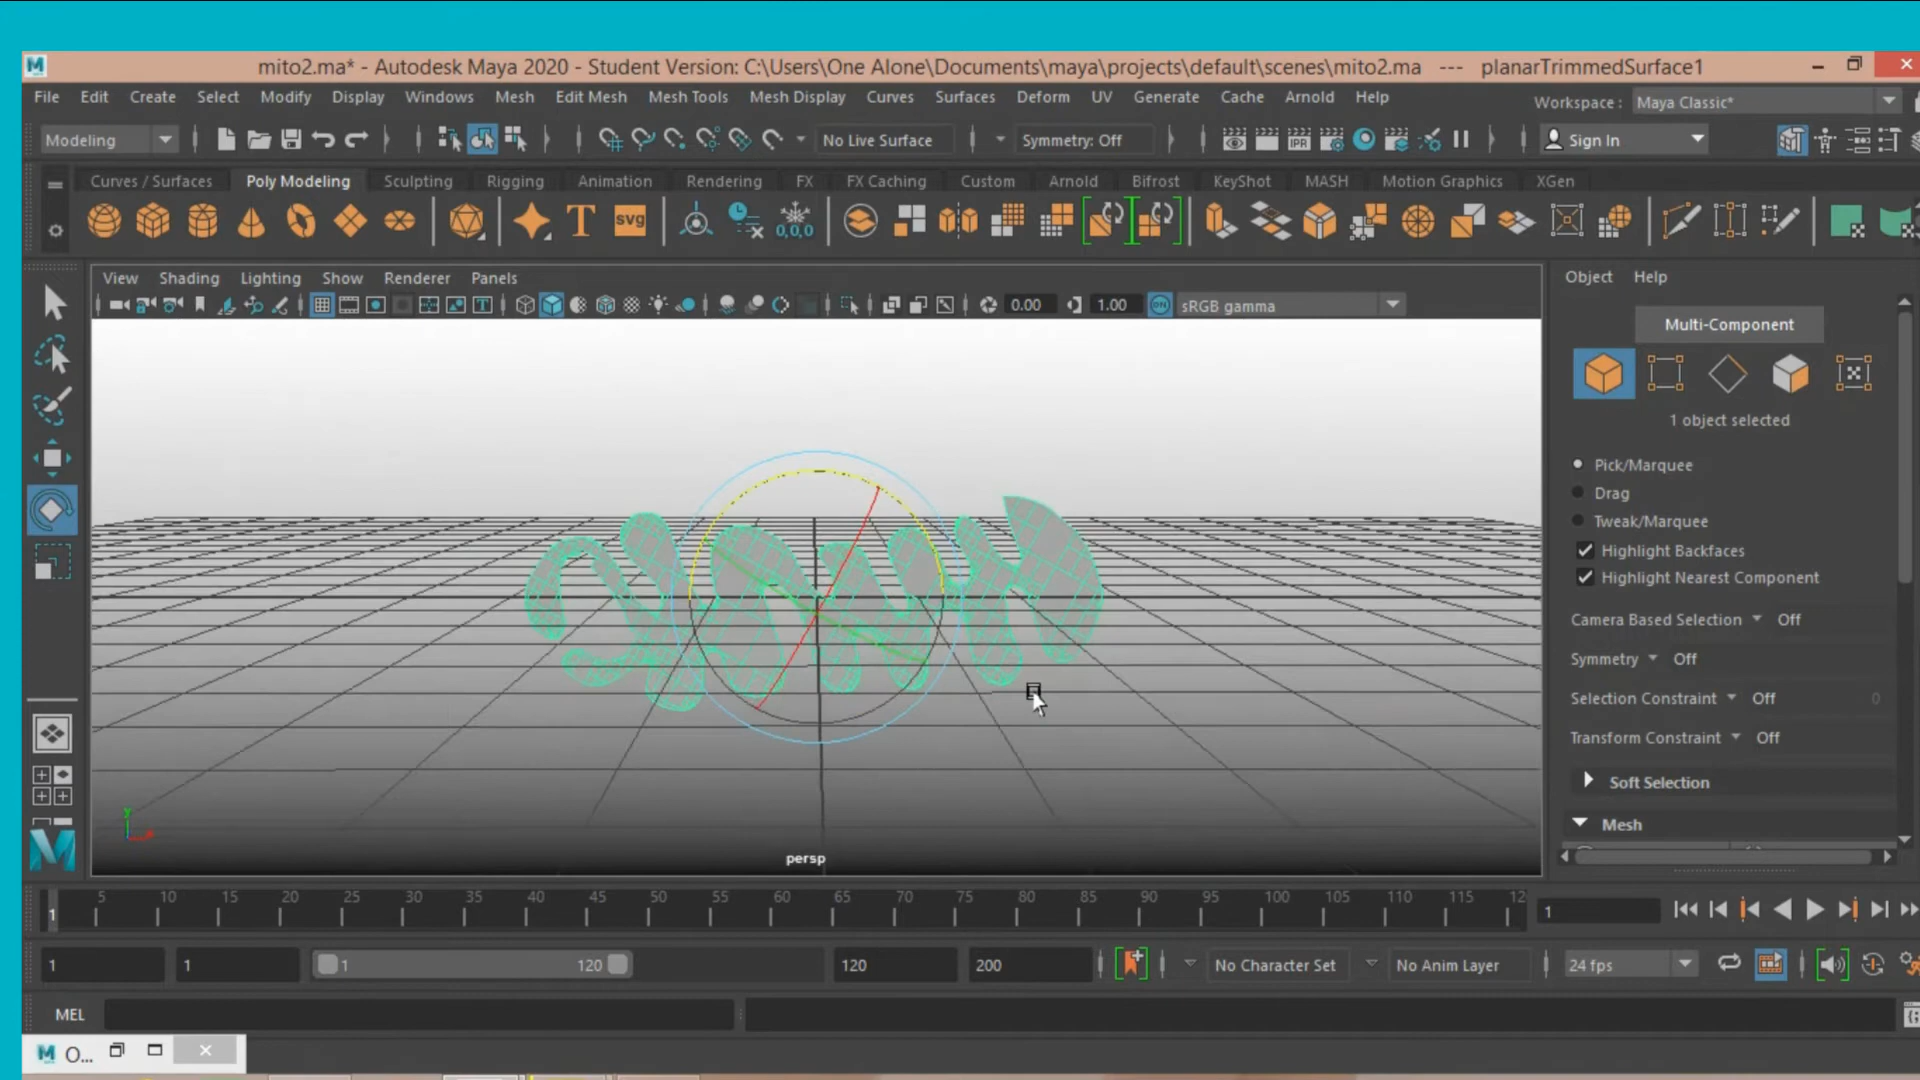 mito2.ma* - Autodesk Maya 2020 - Student Version: C:\Users\One Alone\Documents\maya\projects\default\scenes\mito2.ma --- planarTrimmedSurface1
File Edit Create Select Modify Display Windows Mesh Edit Mesh Mesh Tools Mesh Display Curves Surfaces Deform UV Generate Cache Arnold Help Workspace : Maya Classic*
Modeling No Live Surface Symmetry: Off IPR Sign In
Curves / Surfaces Poly Modeling Sculpting Rigging Animation Rendering FX FX Caching Custom Arnold Bifrost KeyShot MASH Motion Graphics XGen
T svg 0,0,0
View Shading Lighting Show Renderer Panels
0.00 1.00 ON sRGB gamma
persp
Object Help
Multi-Component
1 object selected
Pick/Marquee
Drag
Tweak/Marquee
Highlight Backfaces
Highlight Nearest Component
Camera Based Selection Off
Symmetry Off
Selection Constraint Off 0
Transform Constraint Off
Soft Selection
Mesh
5 10 15 20 25 30 35 40 45 50 55 60 65 70 75 80 85 90 95 100 105 110 115 12
1 1
1 1 1 120 120 200 No Character Set No Anim Layer 24 fps
MEL
O...